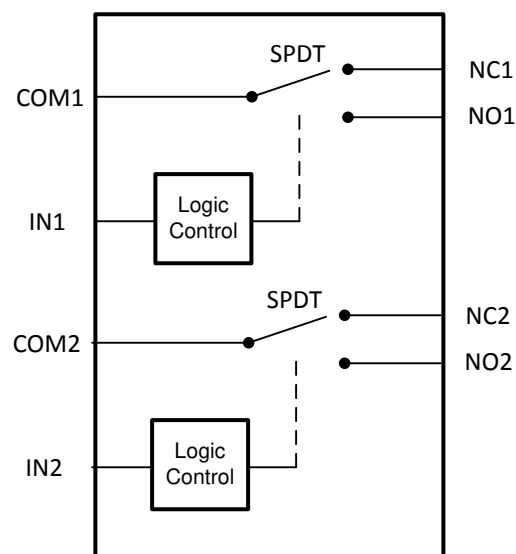 SPDT
NC1
COM1
NO1
Logic
Control
IN1
SPDT
NC2
COM2
NO2
Logic
Control
IN2